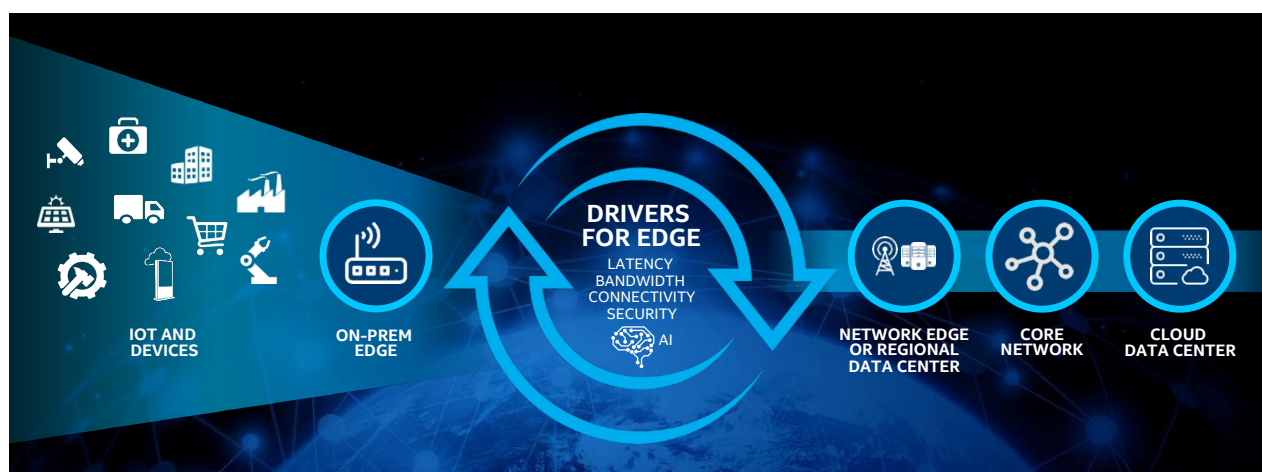 IOT AND
DEVICES
ON-PREM
EDGE
DRIVERS
FOR EDGE
LATENCY
BANDWIDTH
CONNECTIVITY
SECURITY
AI
NETWORK EDGE
OR REGIONAL
DATA CENTER
CORE
NETWORK
CLOUD
DATA CENTER